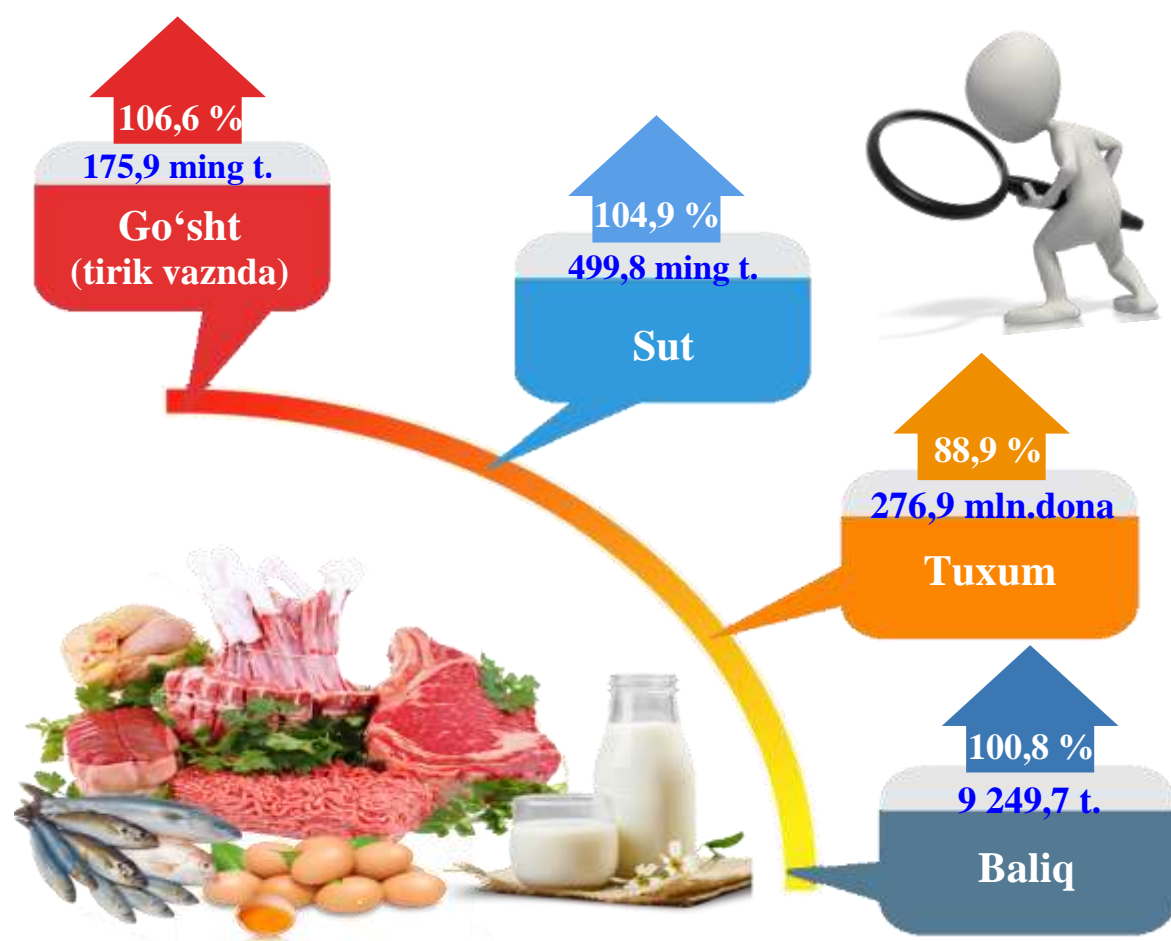 106,6 %
175,9 ming t.
Go‘sht
(tirik vaznda)
104,9 %
499,8 ming t.
Sut
88,9 %
276,9 mln.dona
Tuxum
100,8 %
9 249,7 t.
Baliq